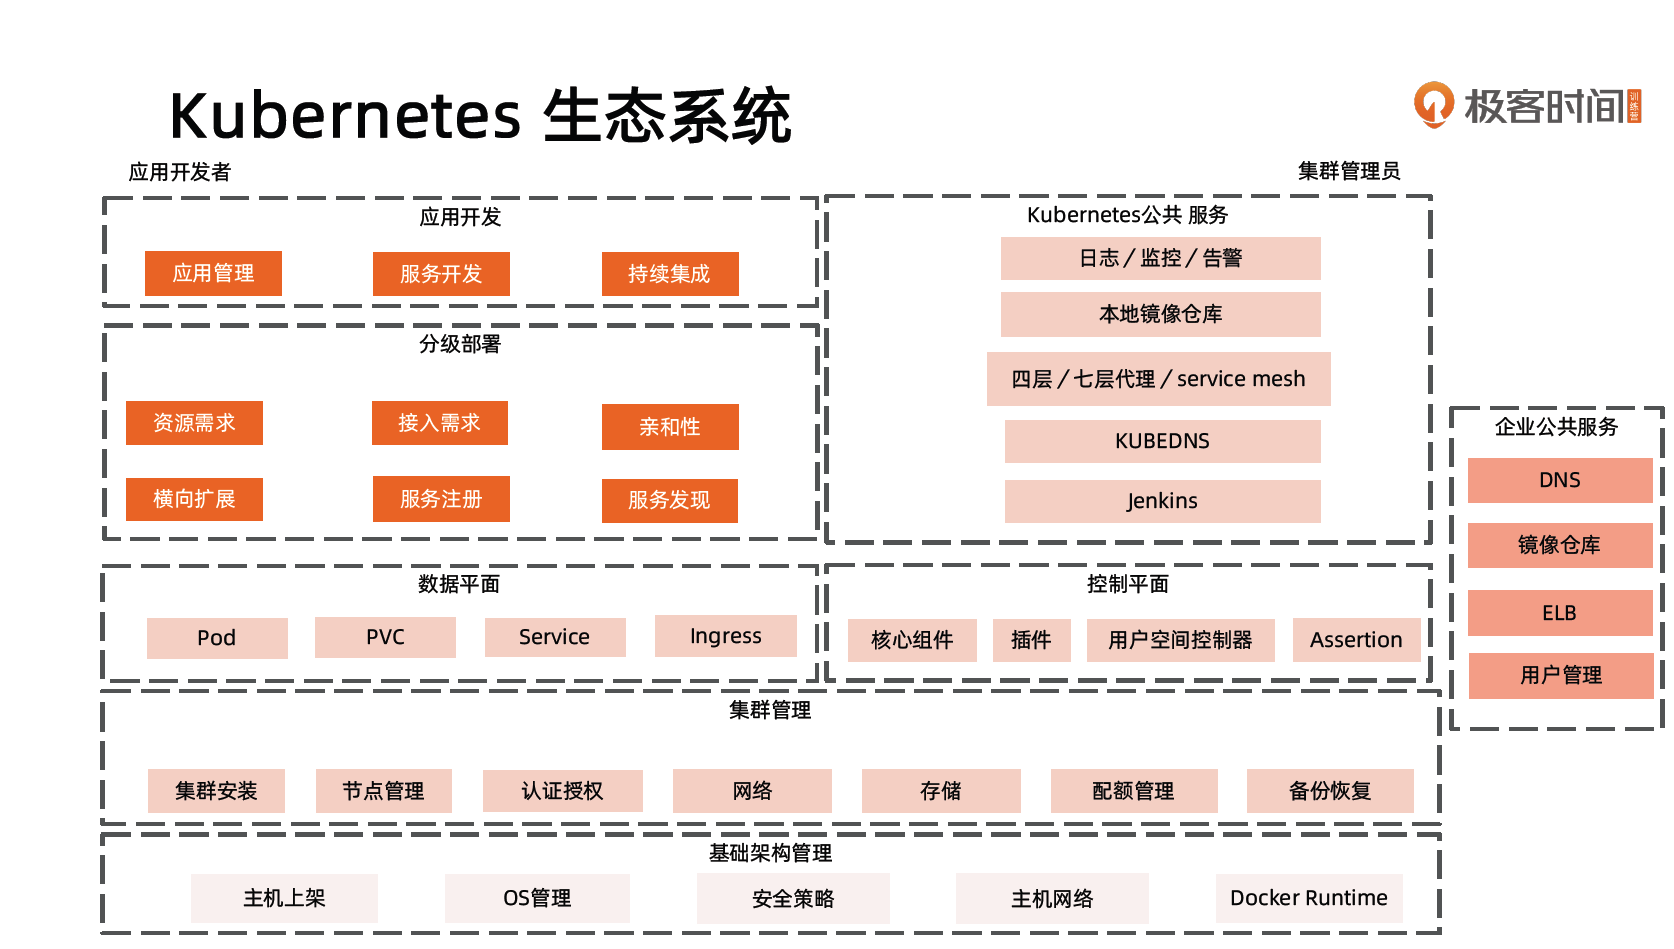 Kubernetes 生态系统
极客时间
训练营
应用开发者
集群管理员
应用开发
应用管理
服务开发
持续集成
分级部署
资源需求
接入需求
亲和性
横向扩展
服务注册
服务发现
Kubernetes公共 服务
日志 / 监控 / 告警
本地镜像仓库
四层 / 七层代理 / service mesh
KUBEDNS
Jenkins
企业公共服务
DNS
镜像仓库
ELB
用户管理
数据平面
Pod
PVC
Service
Ingress
控制平面
核心组件
插件
用户空间控制器
Assertion
集群管理
集群安装
节点管理
认证授权
网络
存储
配额管理
备份恢复
基础架构管理
主机上架
OS管理
安全策略
主机网络
Docker Runtime